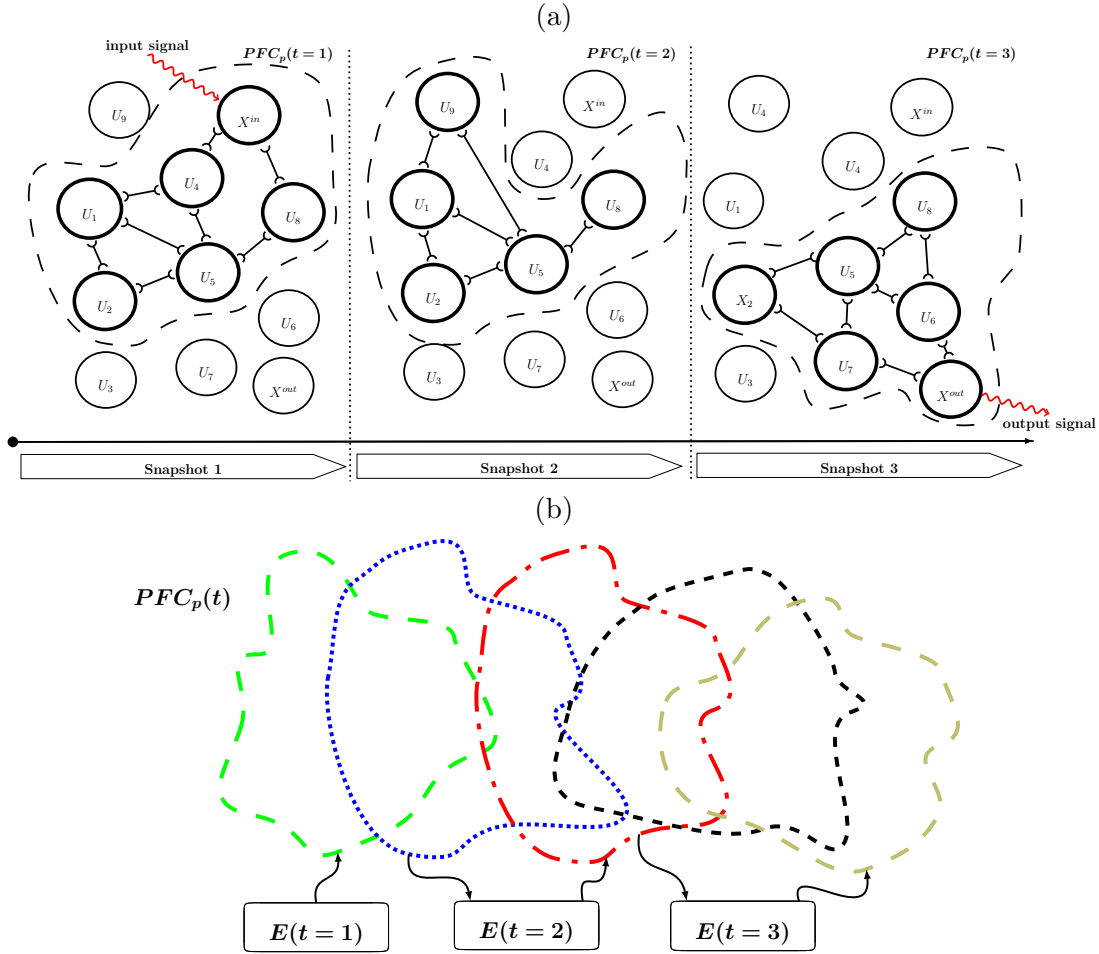 (a)
input signal
PFC_p(t = 1)
PFC_p(t = 2)
PFC_p(t = 3)
U_9
X^{in}
U_4
U_1
U_8
U_5
U_2
U_6
U_3
U_7
X^{out}
U_9
X^{in}
U_4
U_1
U_8
U_5
U_2
U_6
U_3
U_7
X^{out}
U_4
X^{in}
U_4
U_1
U_8
U_5
X_2
U_6
U_7
U_3
X^{out}
output signal
Snapshot 1
Snapshot 2
Snapshot 3
(b)
PFC_p(t)
E(t = 1)
E(t = 2)
E(t = 3)